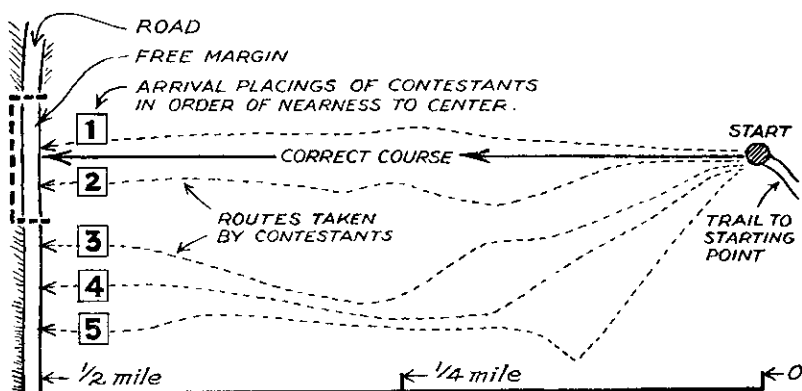 ROAD
FREE MARGIN
ARRIVAL PLACINGS OF CONTESTANTS
IN ORDER OF NEARNESS TO CENTER.
1
START
CORRECT COURSE
2
ROUTES TAKEN
BY CONTESTANTS
TRAIL TO
STARTING
POINT
3
4
5
1/2 mile
1/4 mile
0